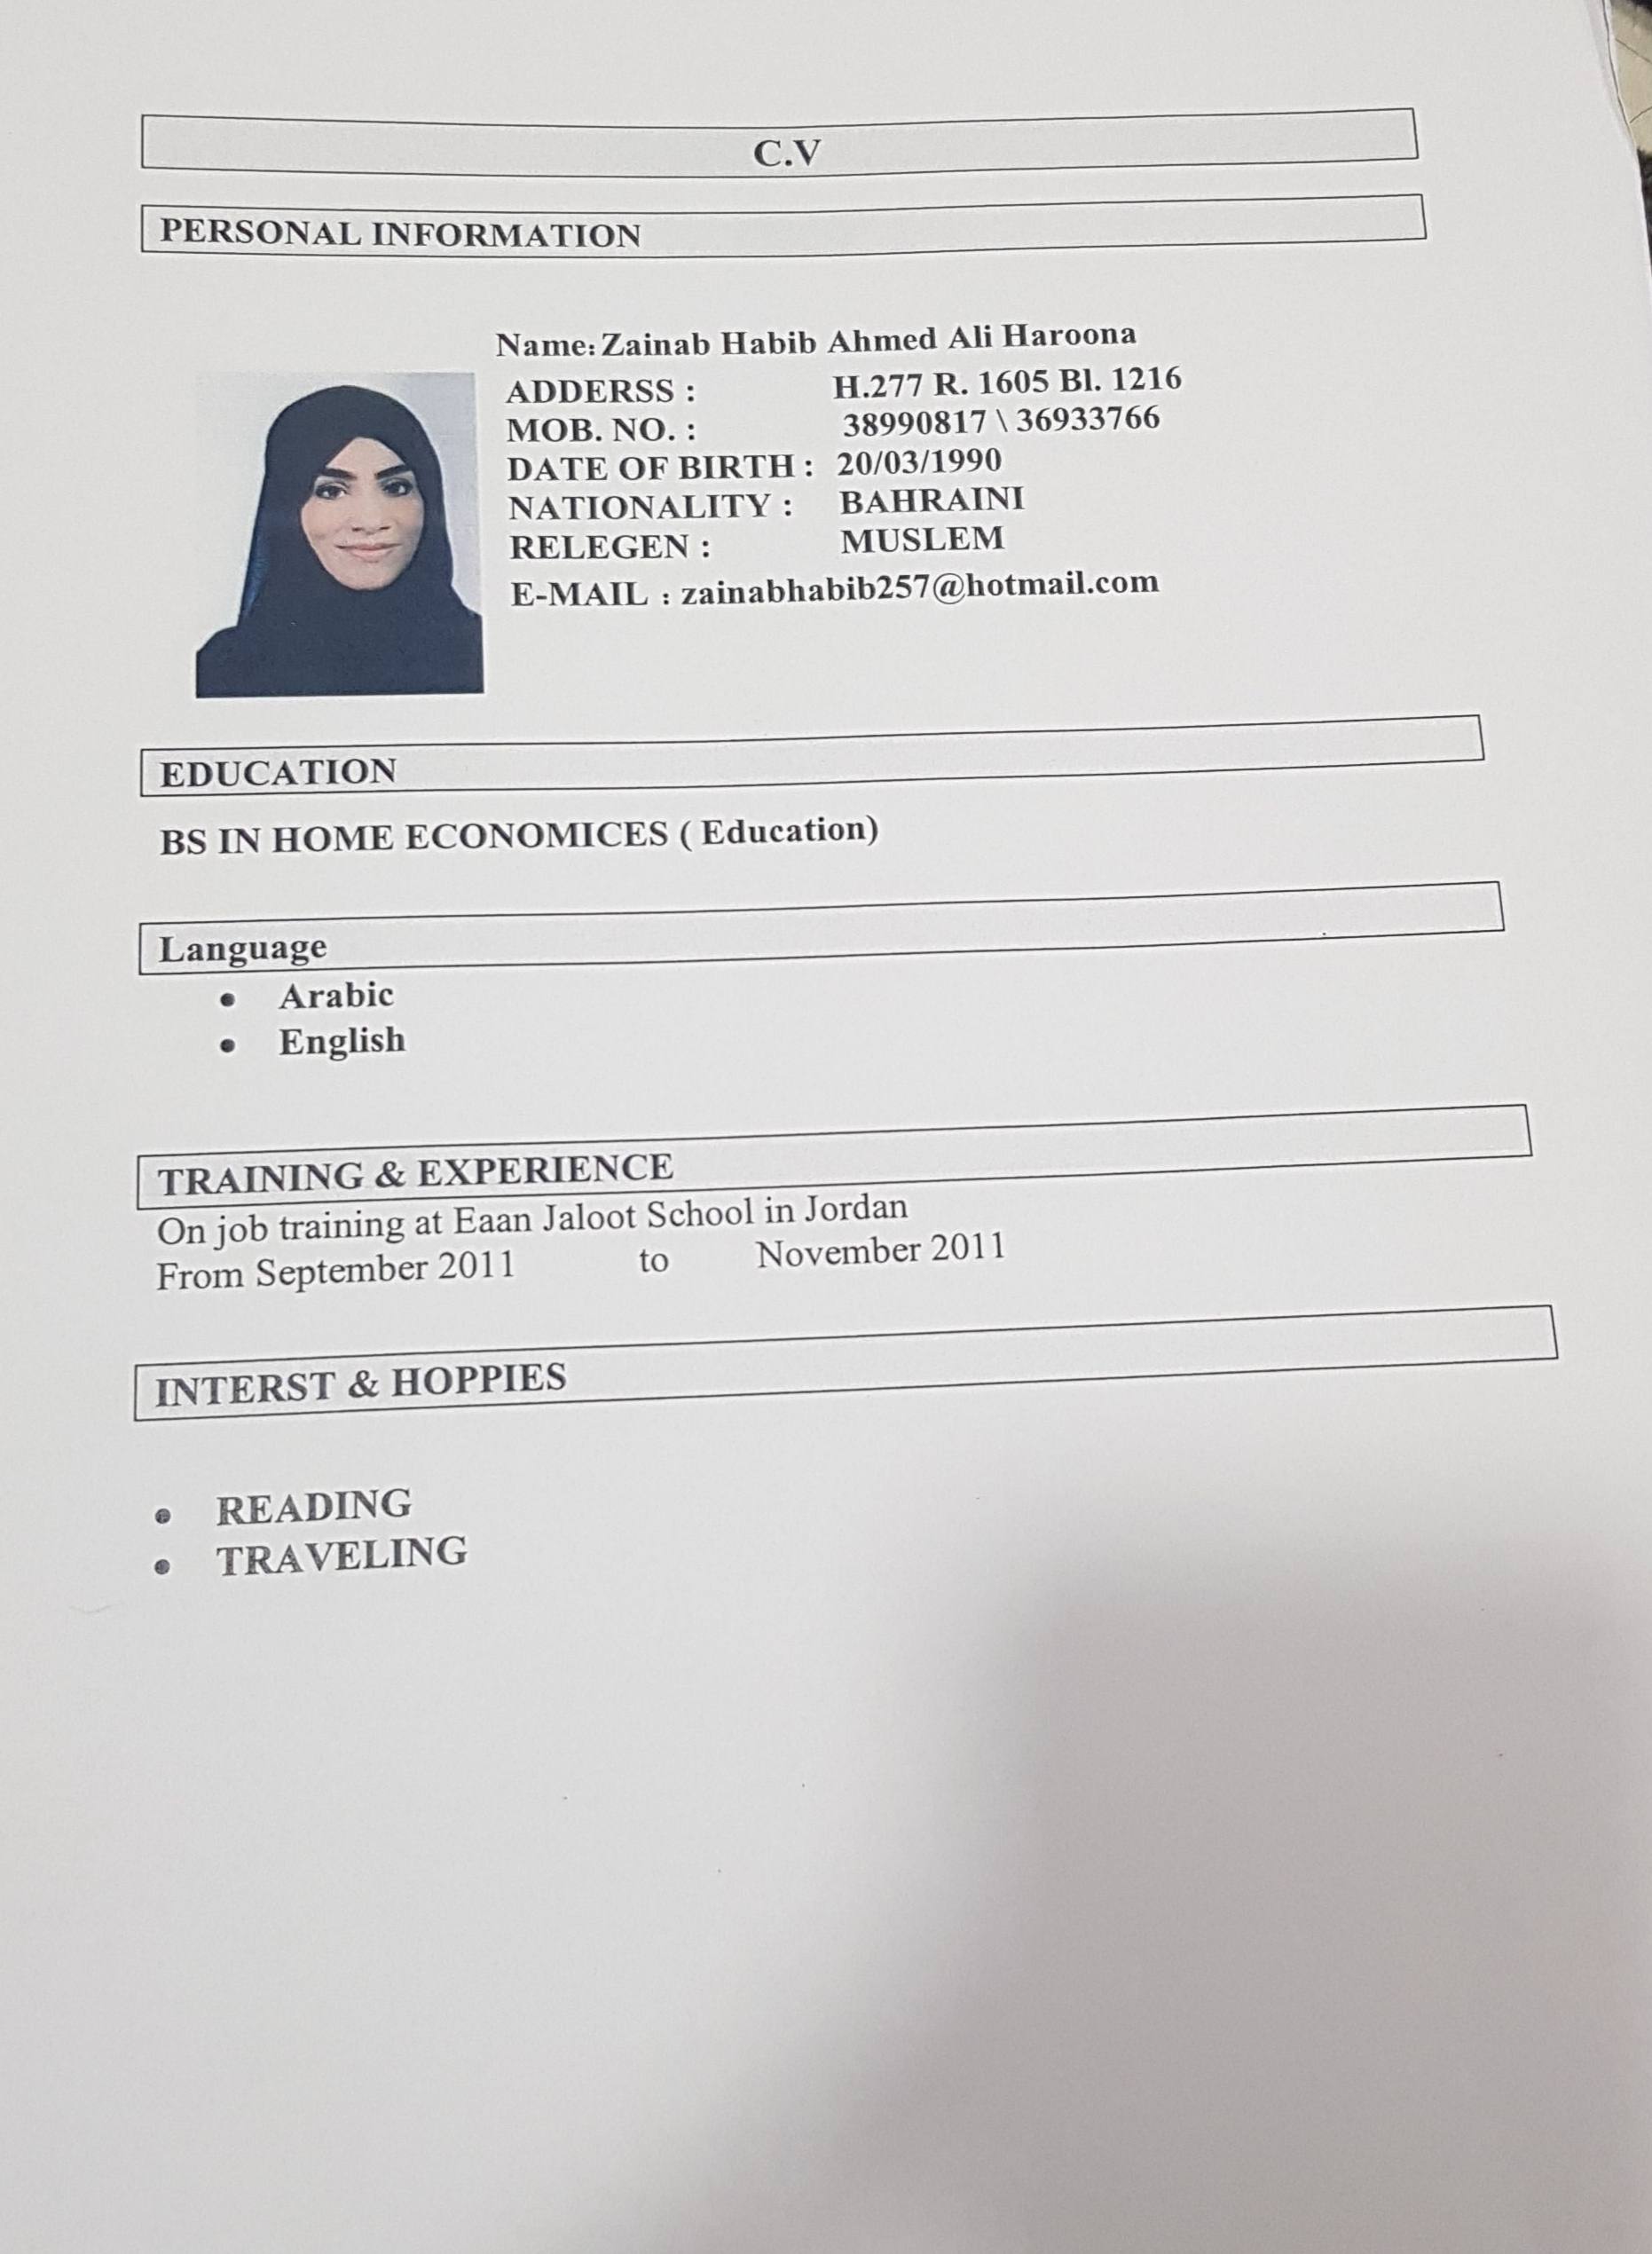 C.V
PERSONAL INFORMATION
Name: Zainab Habib Ahmed Ali Haroona
ADDERSS : H.277 R. 1605 Bl. 1216
MOB. NO. : 38990817 \ 36933766
DATE OF BIRTH : 20/03/1990
NATIONALITY : BAHRAINI
RELEGEN : MUSLEM
E-MAIL : zainabhabib257@hotmail.com
EDUCATION
BS IN HOME ECONOMICES ( Education)
Language
• Arabic
• English
TRAINING & EXPERIENCE
On job training at Eaan Jaloot School in Jordan
From September 2011 to November 2011
INTERST & HOPPIES
• READING
• TRAVELING